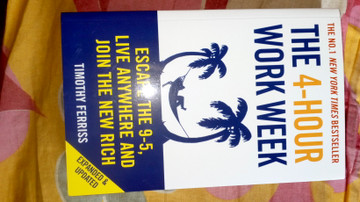 THE NO.1 NEW YORK TIMES BESTSELLER
THE 4-HOUR
WORK WEEK
ESCAPE THE 9-5,
LIVE ANYWHERE AND
JOIN THE NEW RICH
TIMOTHY FERRISS
EXPANDED &
UPDATED